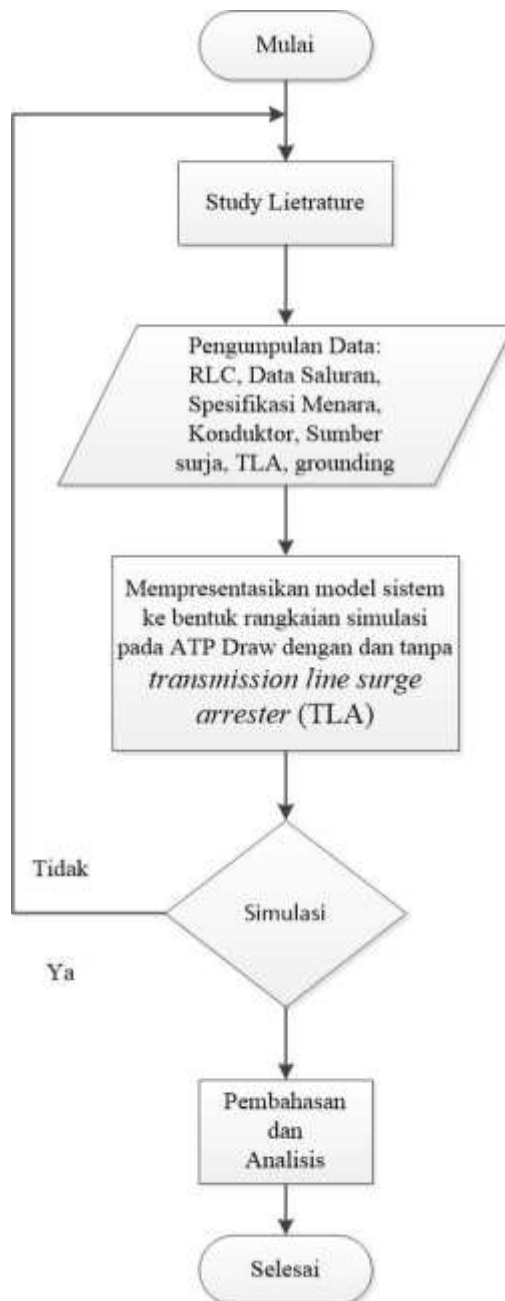 Mulai
Study Lietrature
Pengumpulan Data:
RLC, Data Saluran,
Spesifikasi Menara,
Konduktor, Sumber
surja, TLA, grounding
Mempresentasikan model sistem
ke bentuk rangkaian simulasi
pada ATP Draw dengan dan tanpa
transmission line surge
arrester (TLA)
Tidak
Simulasi
Ya
Pembahasan
dan
Analisis
Selesai